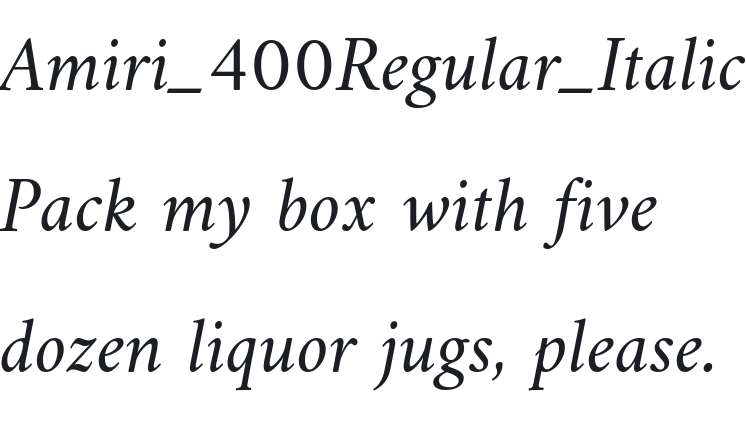 Amiri_400Regular_Italic
Pack my box with five
dozen liquor jugs, please.